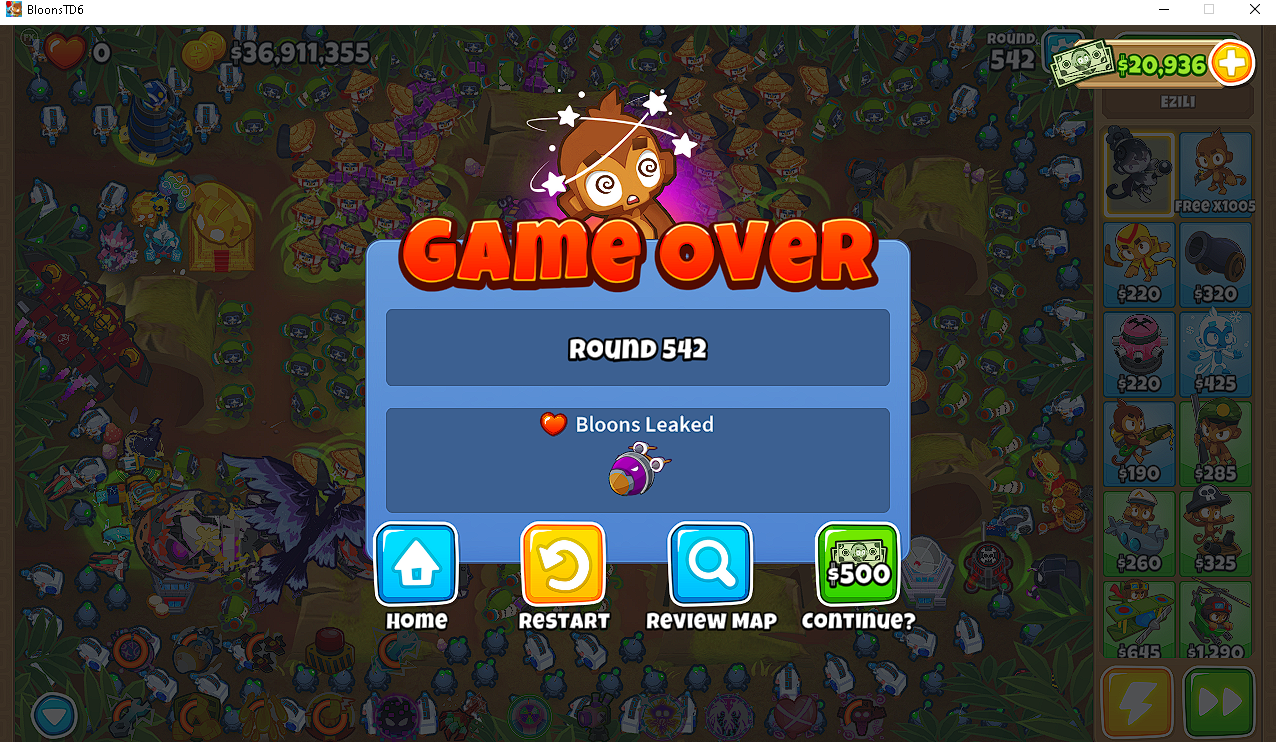 BloonsTD6
0
$36,911,355
ROUND
542
$20,936
EZILI
FREE X1005
$220
$320
$220
$425
$190
$285
$260
$325
$645
$1,290
GAME OVER
ROUND 542
Bloons Leaked
$500
HOME
RESTART
REVIEW MAP
CONTINUE?